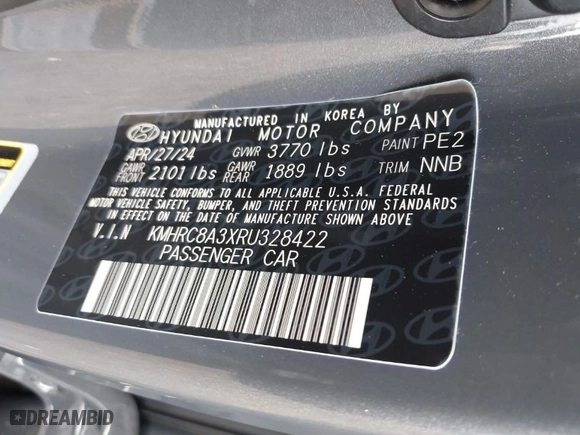 MANUFACTURED IN KOREA BY
HYUNDAI MOTOR COMPANY
APR/27/24 GVWR 3770 lbs PAINT PE2
GAWR FRONT 2101 lbs GAWR REAR 1889 lbs TRIM NNB
THIS VEHICLE CONFORMS TO ALL APPLICABLE U.S.A. FEDERAL
MOTOR VEHICLE SAFETY, BUMPER, AND THEFT PREVENTION STANDARDS
IN EFFECT ON THE DATE OF MANUFACTURE SHOWN ABOVE
V.I.N KMHRC8A3XRU328422
PASSENGER CAR
DREAMBID